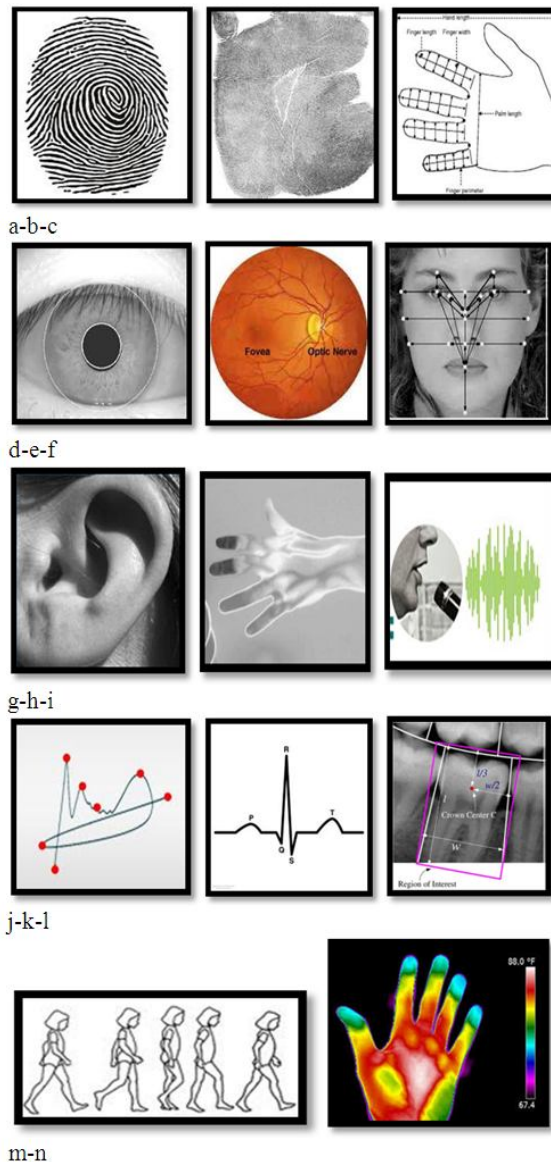 Hand length
Finger length
Finger width
Palm length
Finger perimeter
a-b-c
Fovea
Optic Nerve
d-e-f
g-h-i
R
P
T
Q
S
l/3
w/2
l
Crown Center C
W
Region of Interest
j-k-l
88.0 °F
67.4
m-n